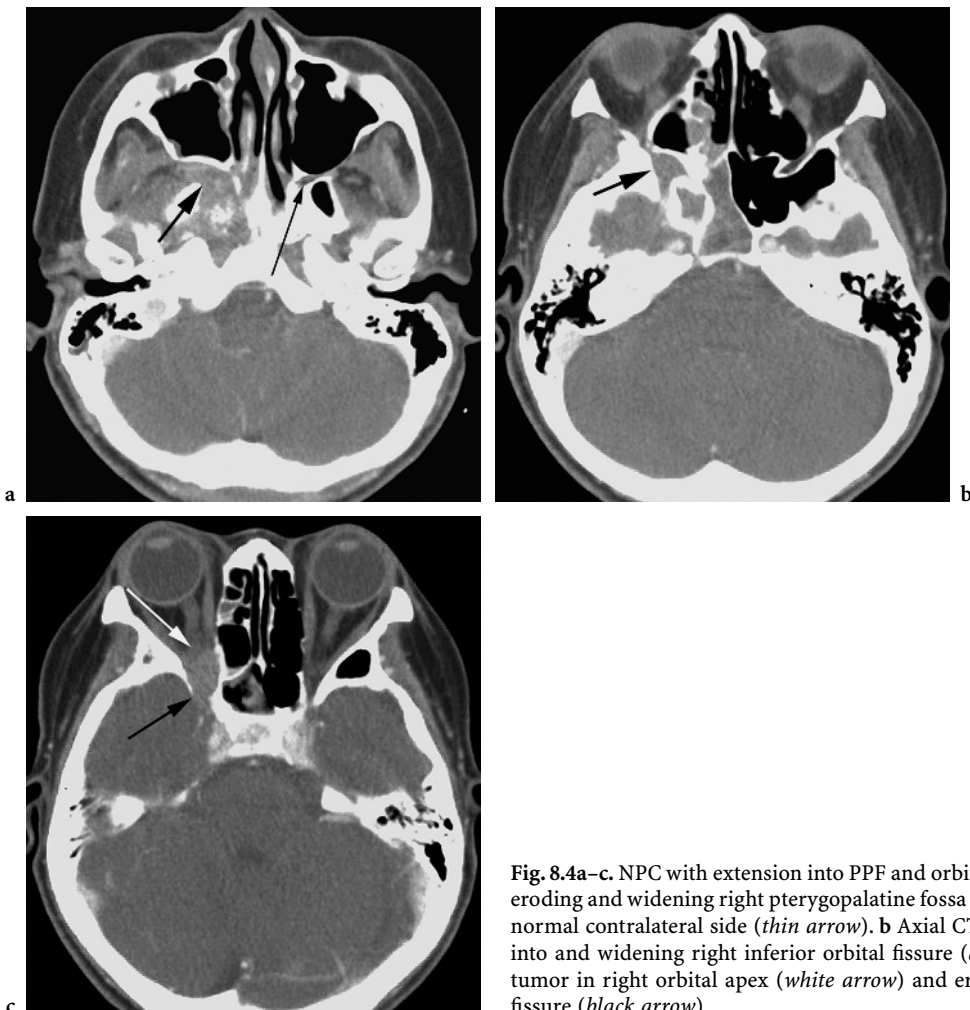 a
b
c
Fig. 8.4a–c. NPC with extension into PPF and orbi
eroding and widening right pterygopalatine fossa
normal contralateral side (thin arrow). b Axial CT
into and widening right inferior orbital fissure (
tumor in right orbital apex (white arrow) and er
fissure (black arrow)